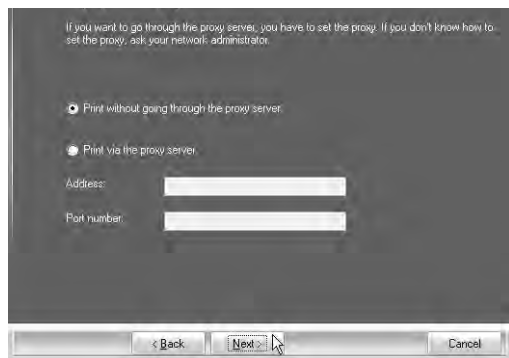 If you want to go through the proxy server, you have to set the proxy. If you don't know how to
set the proxy, ask your network administrator.
Print without going through the proxy server.
Print via the proxy server.
Address:
Port number:
< Back
Next >
Cancel